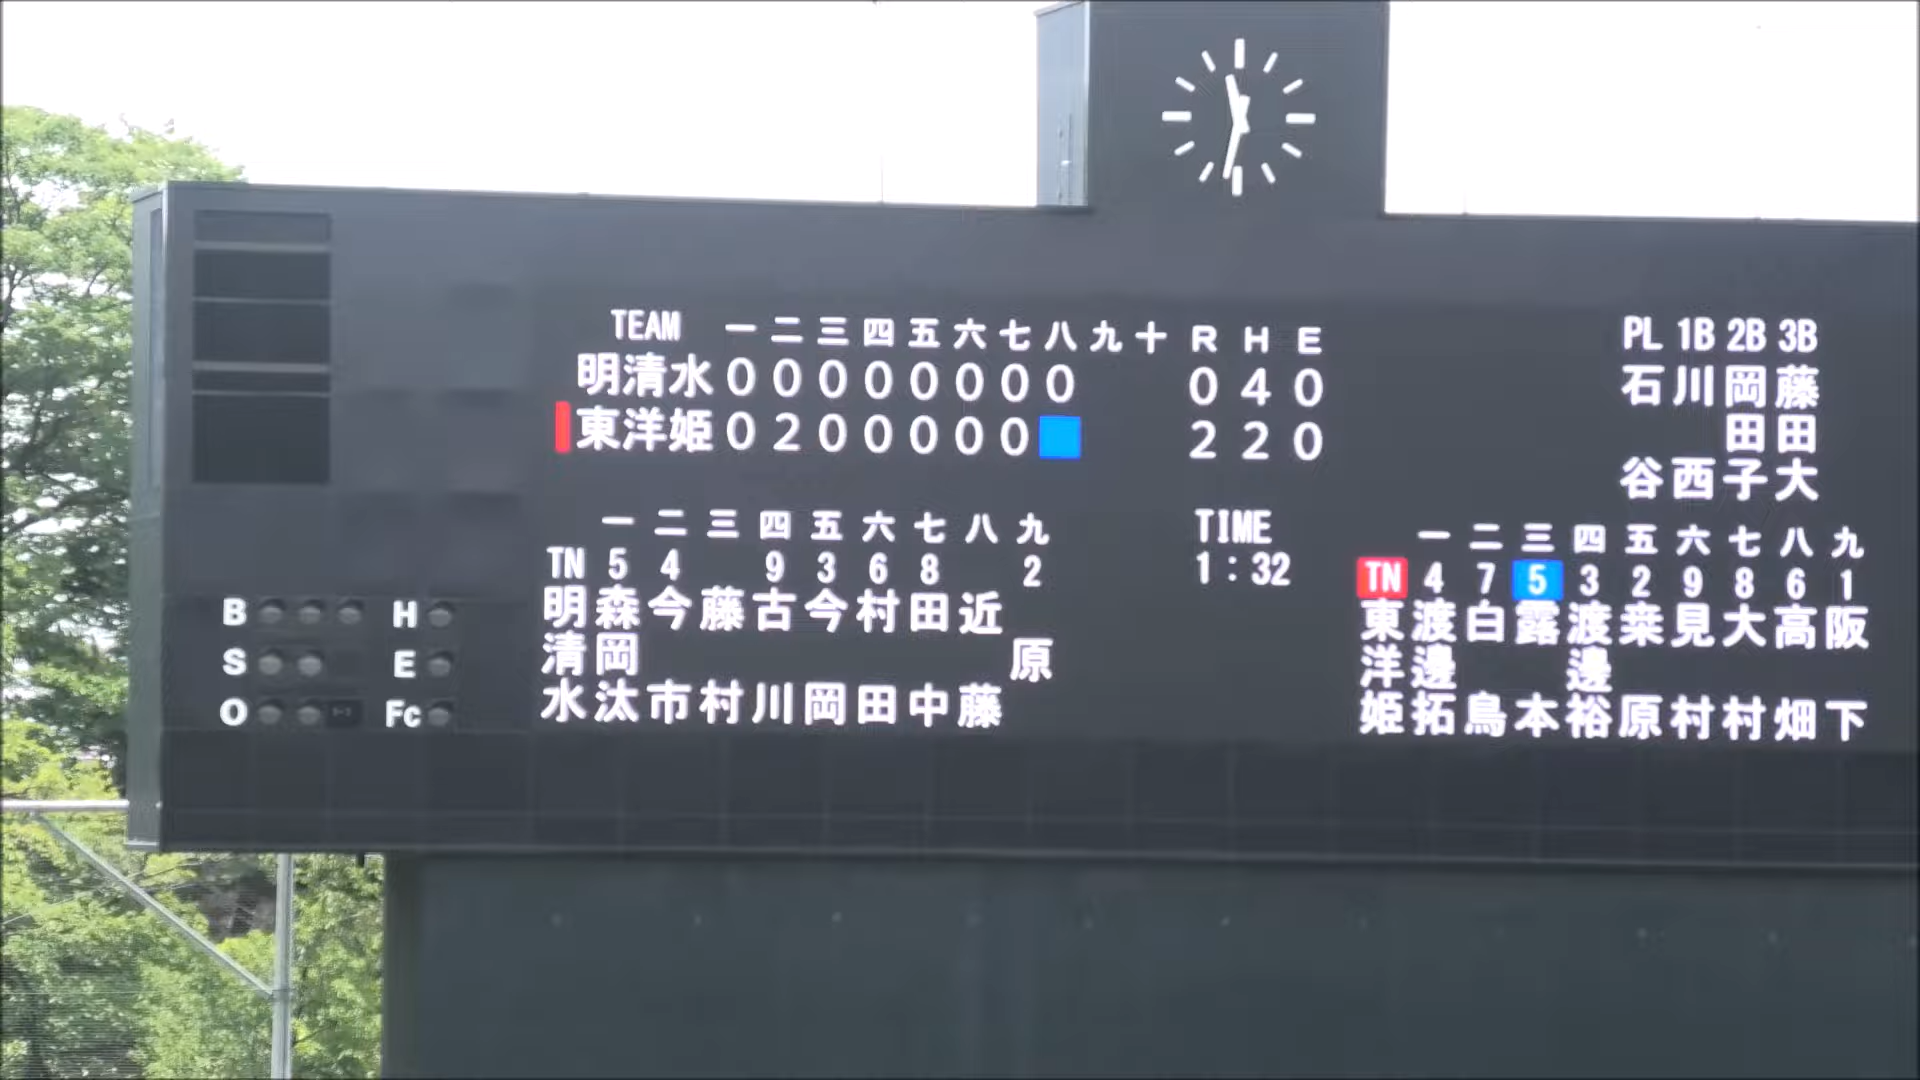 TEAM 一 二 三 四 五 六 七 八 九 十 R H E
明清水 0 0 0 0 0 0 0 0 0 4 0
東洋姫 0 2 0 0 0 0 0 2 2 0
PL 1B 2B 3B
石 川 岡 藤
田 田
谷 西 子 大
一 二 三 四 五 六 七 八 九
TN 5 4 9 3 6 8 2
明 森 今 藤 古 今 村 田 近
清 岡 原
水 汰 市 村 川 岡 田 中 藤
TIME
1:32
一 二 三 四 五 六 七 八 九
TN 4 7 5 3 2 9 8 6 1
東 渡 白 露 渡 桒 見 大 高 阪
洋 邊 邊
姫 拓 鳥 本 裕 原 村 村 畑 下
B H
S E
O Fc